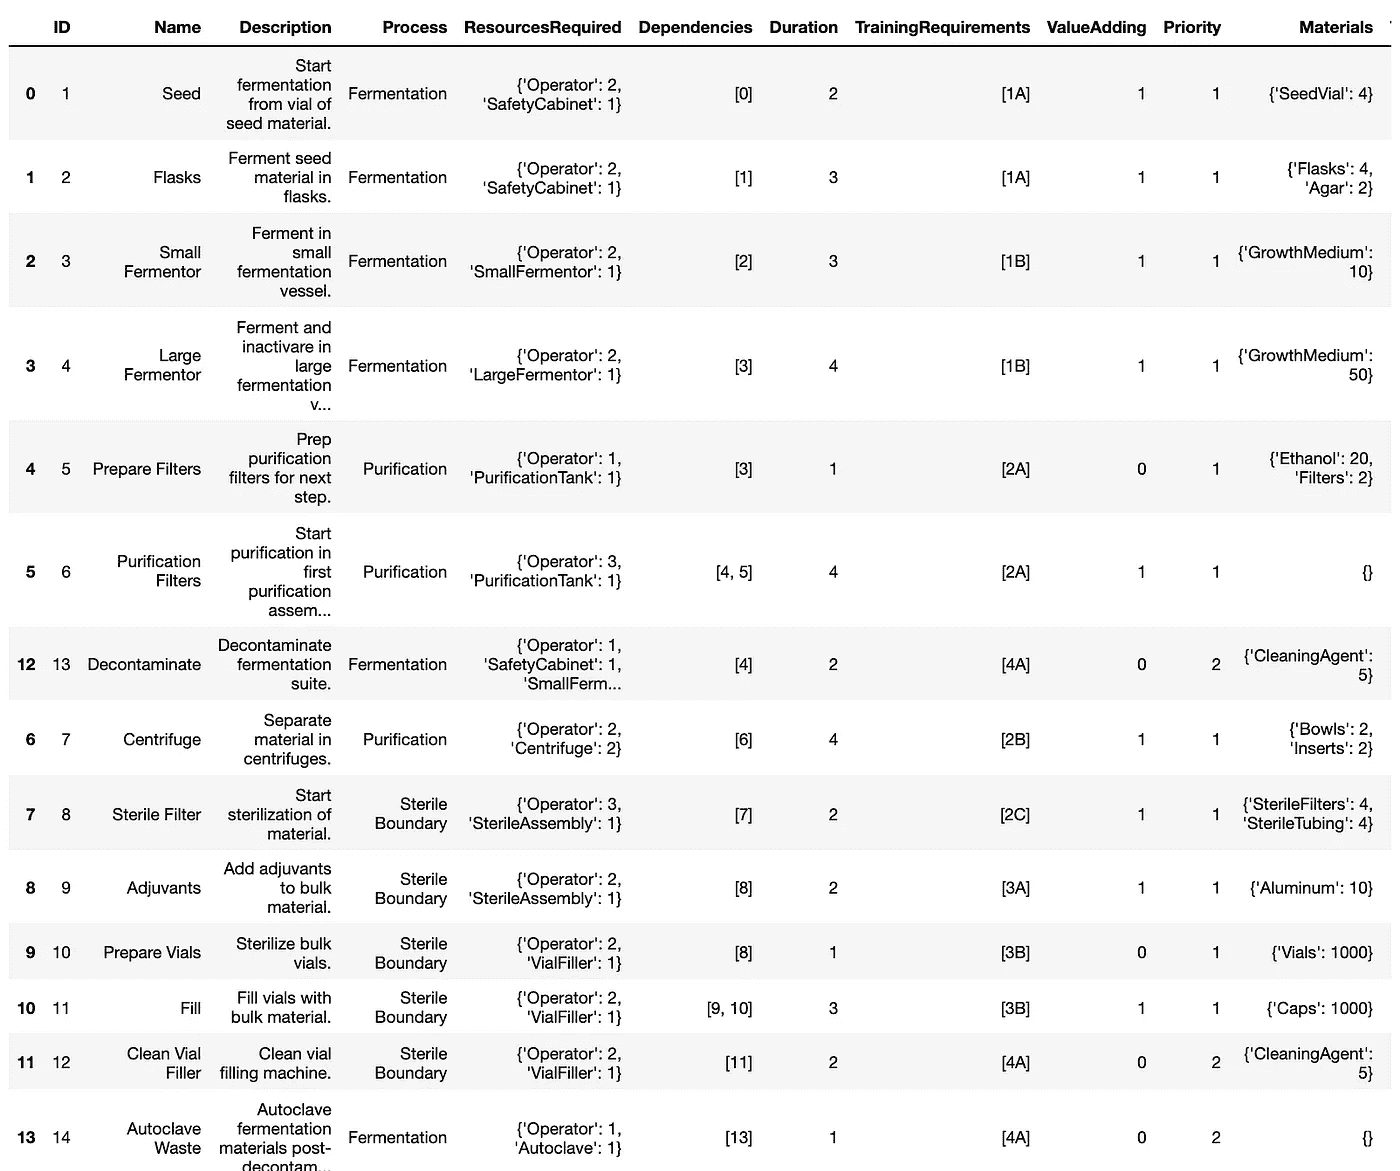 ID Name Description Process ResourcesRequired Dependencies Duration TrainingRequirements ValueAdding Priority Materials
Start
fermentation
from vial of
seed material.
0 1 Seed Fermentation {'Operator': 2,
'SafetyCabinet': 1} [0] 2 [1A] 1 1 {'SeedVial': 4}
Ferment seed
material in
flasks.
1 2 Flasks Fermentation {'Operator': 2,
'SafetyCabinet': 1} [1] 3 [1A] 1 1 {'Flasks': 4,
'Agar': 2}
Ferment in
small
fermentation
vessel.
2 3 Small
Fermentor Fermentation {'Operator': 2,
'SmallFermentor': 1} [2] 3 [1B] 1 1 {'GrowthMedium':
10}
Ferment and
inactivare in
large
fermentation
v...
3 4 Large
Fermentor Fermentation {'Operator': 2,
'LargeFermentor': 1} [3] 4 [1B] 1 1 {'GrowthMedium':
50}
Prep
purification
filters for next
step.
4 5 Prepare Filters Purification {'Operator': 1,
'PurificationTank': 1} [3] 1 [2A] 0 1 {'Ethanol': 20,
'Filters': 2}
Start
purification in
first
purification
assem...
5 6 Purification
Filters Purification {'Operator': 3,
'PurificationTank': 1} [4, 5] 4 [2A] 1 1 {}
Decontaminate
fermentation
suite.
12 13 Decontaminate Fermentation {'Operator': 1,
'SafetyCabinet': 1,
'SmallFerm... [4] 2 [4A] 0 2 {'CleaningAgent':
5}
Separate
material in
centrifuges.
6 7 Centrifuge Purification {'Operator': 2,
'Centrifuge': 2} [6] 4 [2B] 1 1 {'Bowls': 2,
'Inserts': 2}
Start
sterilization of
material.
7 8 Sterile Filter Sterile
Boundary {'Operator': 3,
'SterileAssembly': 1} [7] 2 [2C] 1 1 {'SterileFilters': 4,
'SterileTubing': 4}
Add adjuvants
to bulk
material.
8 9 Adjuvants Sterile
Boundary {'Operator': 2,
'SterileAssembly': 1} [8] 2 [3A] 1 1 {'Aluminum': 10}
Sterilize bulk
vials.
9 10 Prepare Vials Sterile
Boundary {'Operator': 2,
'VialFiller': 1} [8] 1 [3B] 0 1 {'Vials': 1000}
Fill vials with
bulk material.
10 11 Fill Sterile
Boundary {'Operator': 2,
'VialFiller': 1} [9, 10] 3 [3B] 1 1 {'Caps': 1000}
Clean vial
filling machine.
11 12 Clean Vial
Filler Sterile
Boundary {'Operator': 2,
'VialFiller': 1} [11] 2 [4A] 0 2 {'CleaningAgent':
5}
Autoclave
fermentation
materials post-
decontam...
13 14 Autoclave
Waste Fermentation {'Operator': 1,
'Autoclave': 1} [13] 1 [4A] 0 2 {}